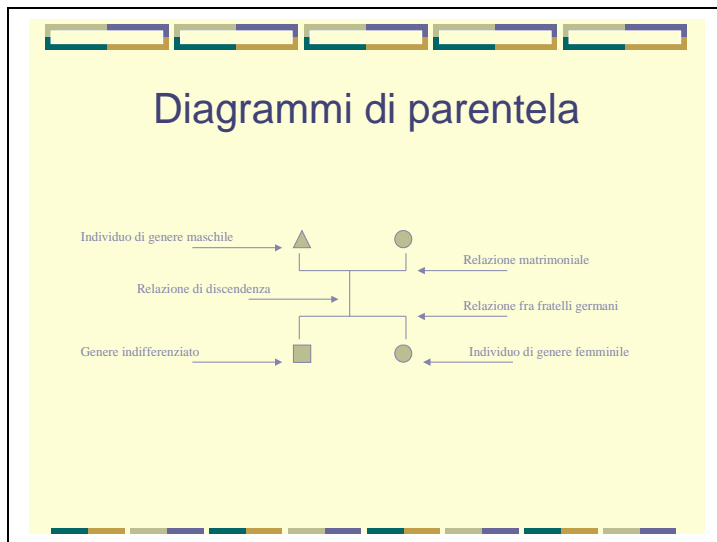 Diagrammi di parentela
Individuo di genere maschile
Relazione matrimoniale
Relazione di discendenza
Relazione fra fratelli germani
Genere indifferenziato
Individuo di genere femminile